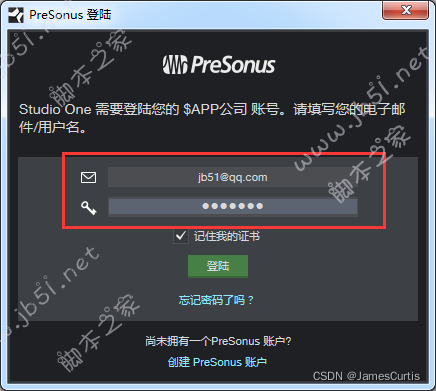 PreSonus 登陆
PreSonus
Studio One 需要登陆您的 $APP公司 账号。请填写您的电子邮
件/用户名。
jb51@qq.com
●●●●●●●
记住我的证书
登陆
忘记密码了吗？
尚未拥有一个PreSonus 账户?
创建 PreSonus 账户
脚本之家
www.jb51.net
脚本之家
www.jb51.net
脚本之家
CSDN @JamesCurtis